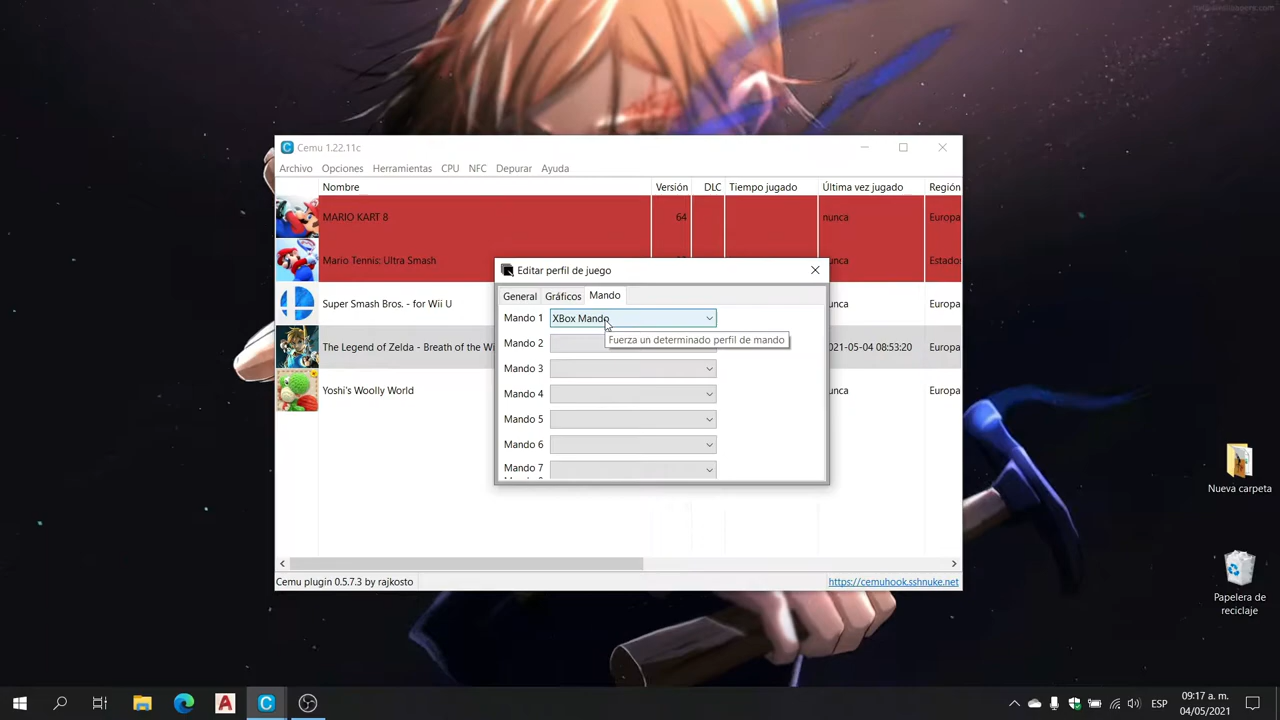 Cemu 1.22.11c
Archivo Opciones Herramientas CPU NFC Depurar Ayuda
Nombre Versión DLC Tiempo jugado Última vez jugado Región
MARIO KART 8 64 nunca Europa
Mario Tennis: Ultra Smash unca Estados
Super Smash Bros. - for Wii U unca Europa
The Legend of Zelda - Breath of the Wi 021-05-04 08:53:20 Europa
Yoshi's Woolly World unca Europa
Editar perfil de juego
General Gráficos Mando
Mando 1 XBox Mando
Fuerza un determinado perfil de mando
Mando 2
Mando 3
Mando 4
Mando 5
Mando 6
Mando 7
Cemu plugin 0.5.7.3 by rajkosto https://cemuhook.sshnuke.net
Nueva carpeta
Papelera de
reciclaje
ESP
09:17 a. m.
04/05/2021